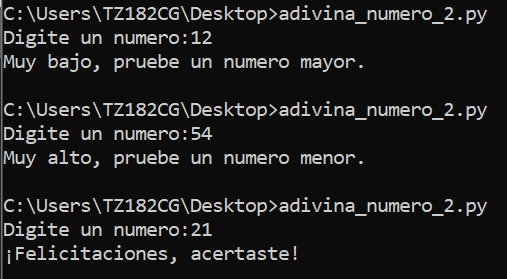 C:\Users\TZ182CG\Desktop>adivina_numero_2.py
Digite un numero:12
Muy bajo, pruebe un numero mayor.
C:\Users\TZ182CG\Desktop>adivina_numero_2.py
Digite un numero:54
Muy alto, pruebe un numero menor.
C:\Users\TZ182CG\Desktop>adivina_numero_2.py
Digite un numero:21
¡Felicitaciones, acertaste!